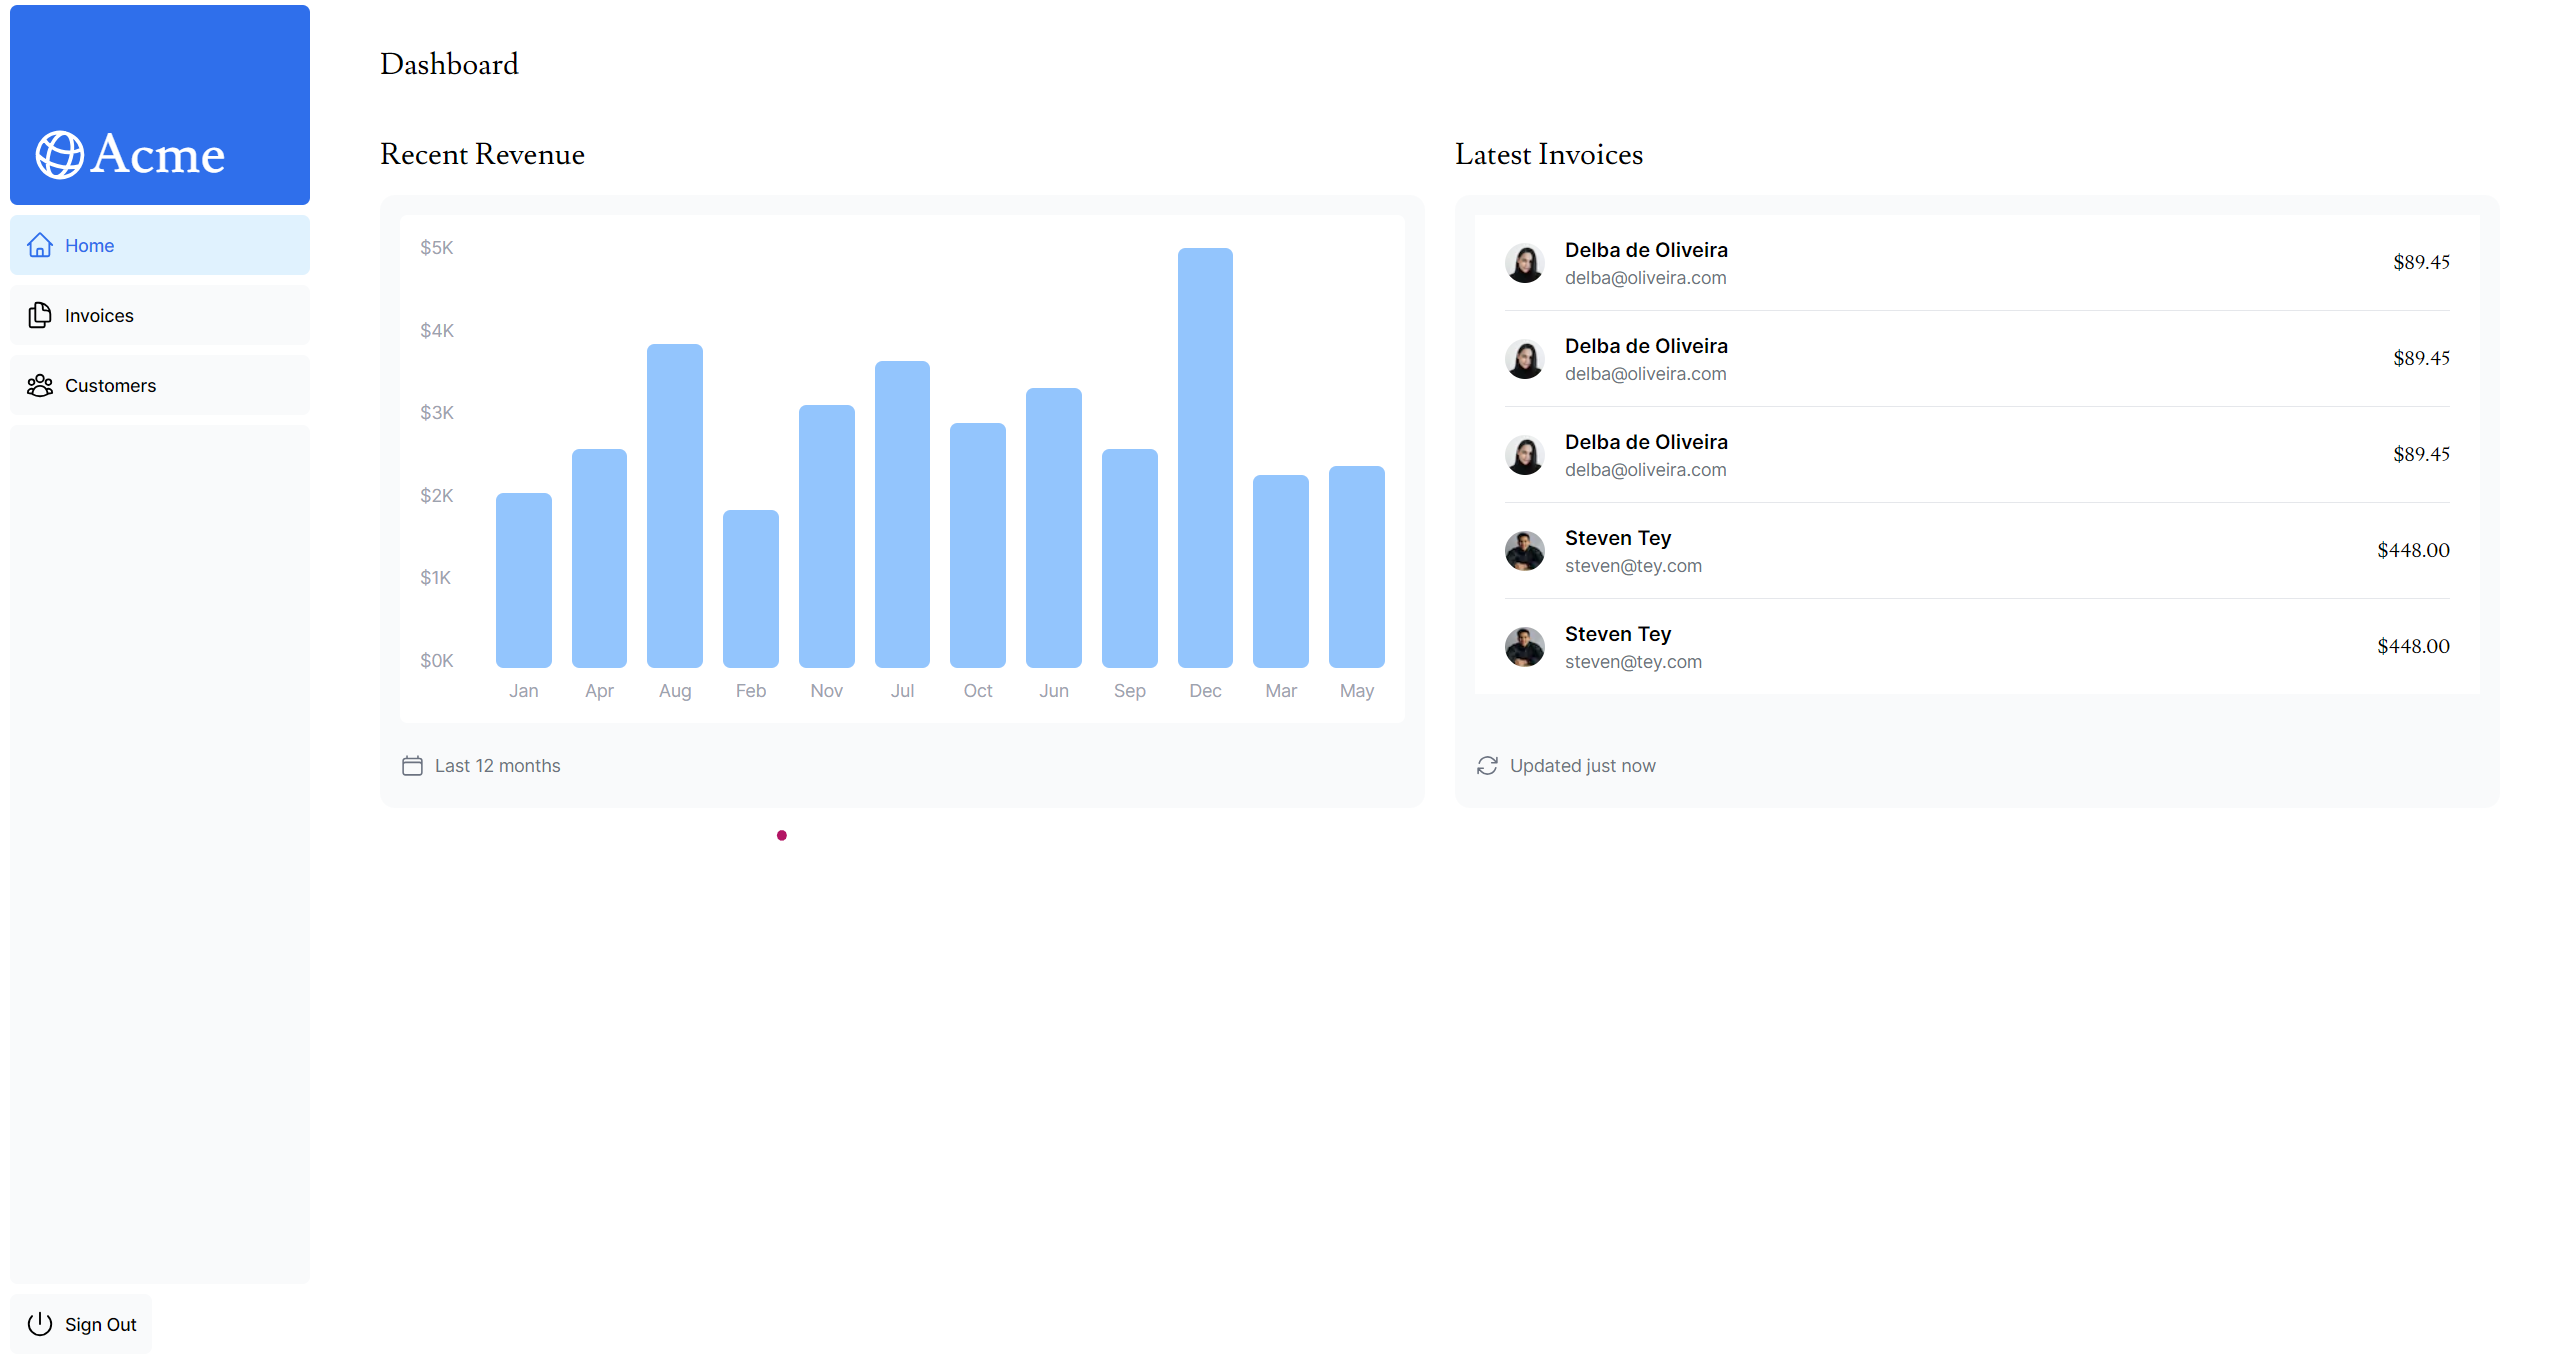 Acme
Home
Invoices
Customers
Sign Out
Dashboard
Recent Revenue
$5K
$4K
$3K
$2K
$1K
$0K
Jan Apr Aug Feb Nov Jul Oct Jun Sep Dec Mar May
Last 12 months
Latest Invoices
Delba de Oliveira
delba@oliveira.com
$89.45
Delba de Oliveira
delba@oliveira.com
$89.45
Delba de Oliveira
delba@oliveira.com
$89.45
Steven Tey
steven@tey.com
$448.00
Steven Tey
steven@tey.com
$448.00
Updated just now